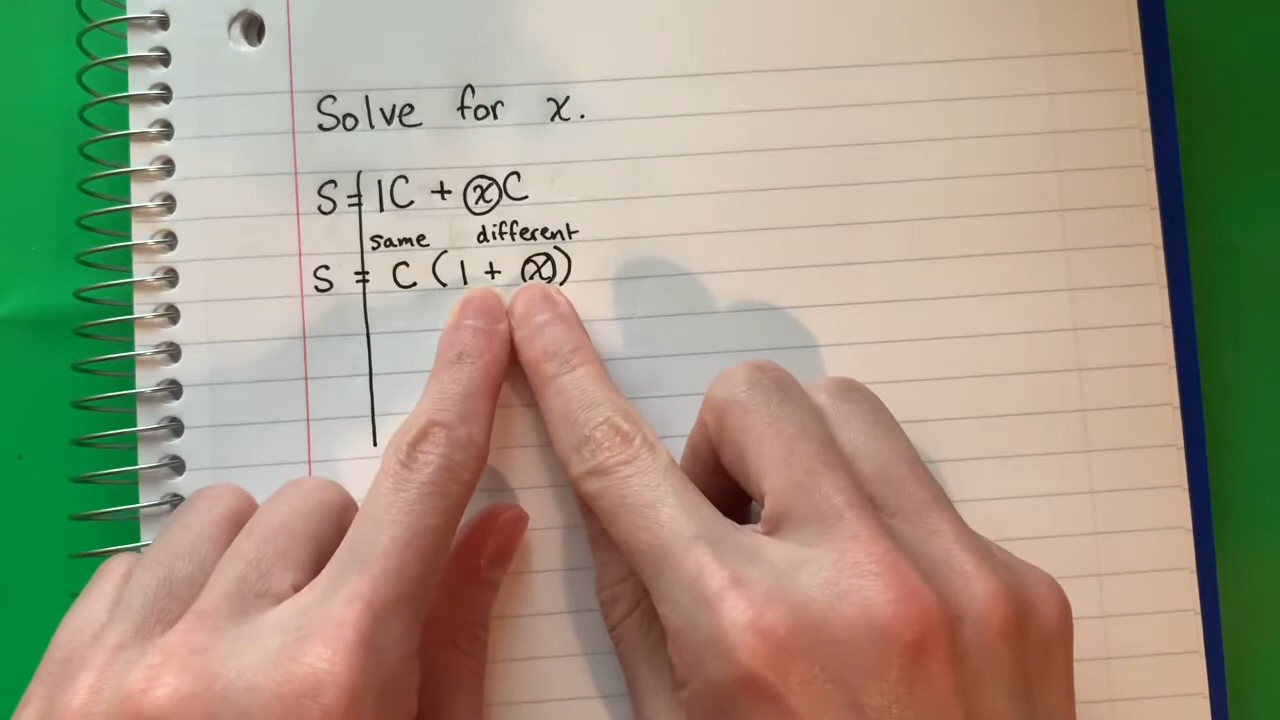 Solve for x.
S = 1C + xC
same different
S = C (1 + x)